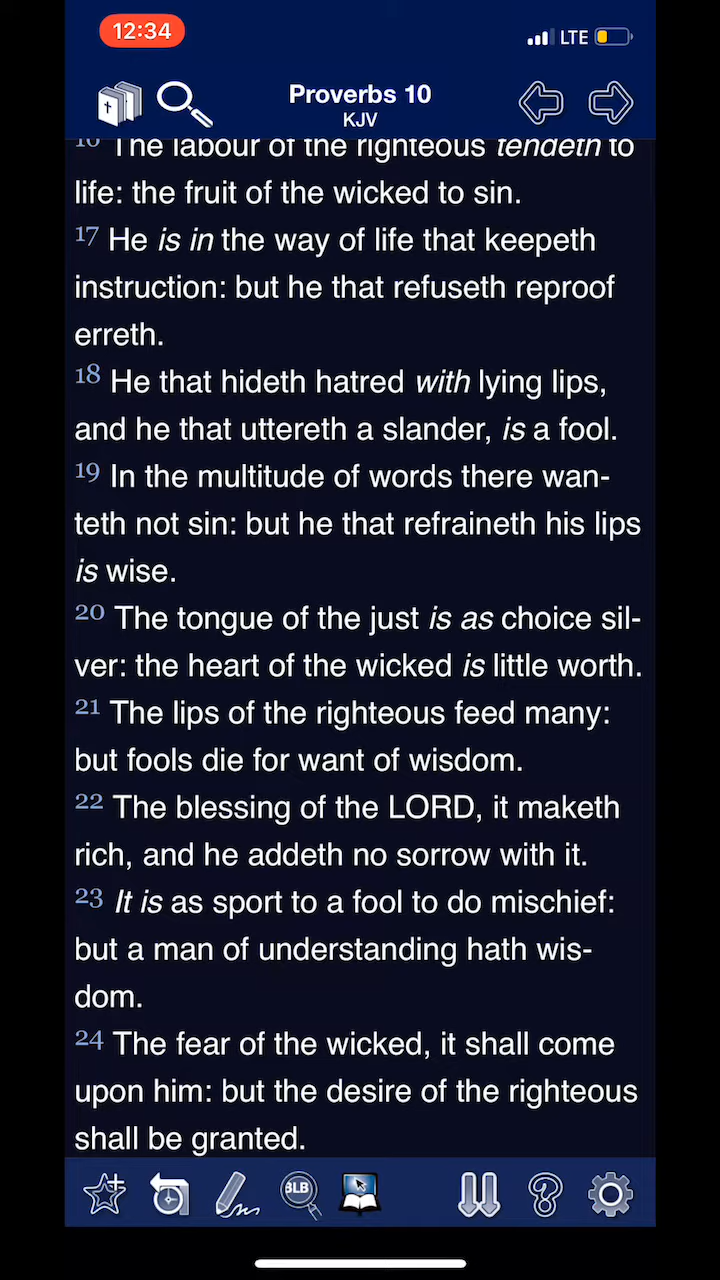 12:34
LTE
Proverbs 10
KJV
16 The labour of the righteous tendeth to
life: the fruit of the wicked to sin.
17 He is in the way of life that keepeth
instruction: but he that refuseth reproof
erreth.
18 He that hideth hatred with lying lips,
and he that uttereth a slander, is a fool.
19 In the multitude of words there wan-
teth not sin: but he that refraineth his lips
is wise.
20 The tongue of the just is as choice sil-
ver: the heart of the wicked is little worth.
21 The lips of the righteous feed many:
but fools die for want of wisdom.
22 The blessing of the LORD, it maketh
rich, and he addeth no sorrow with it.
23 It is as sport to a fool to do mischief:
but a man of understanding hath wis-
dom.
24 The fear of the wicked, it shall come
upon him: but the desire of the righteous
shall be granted.
BLB